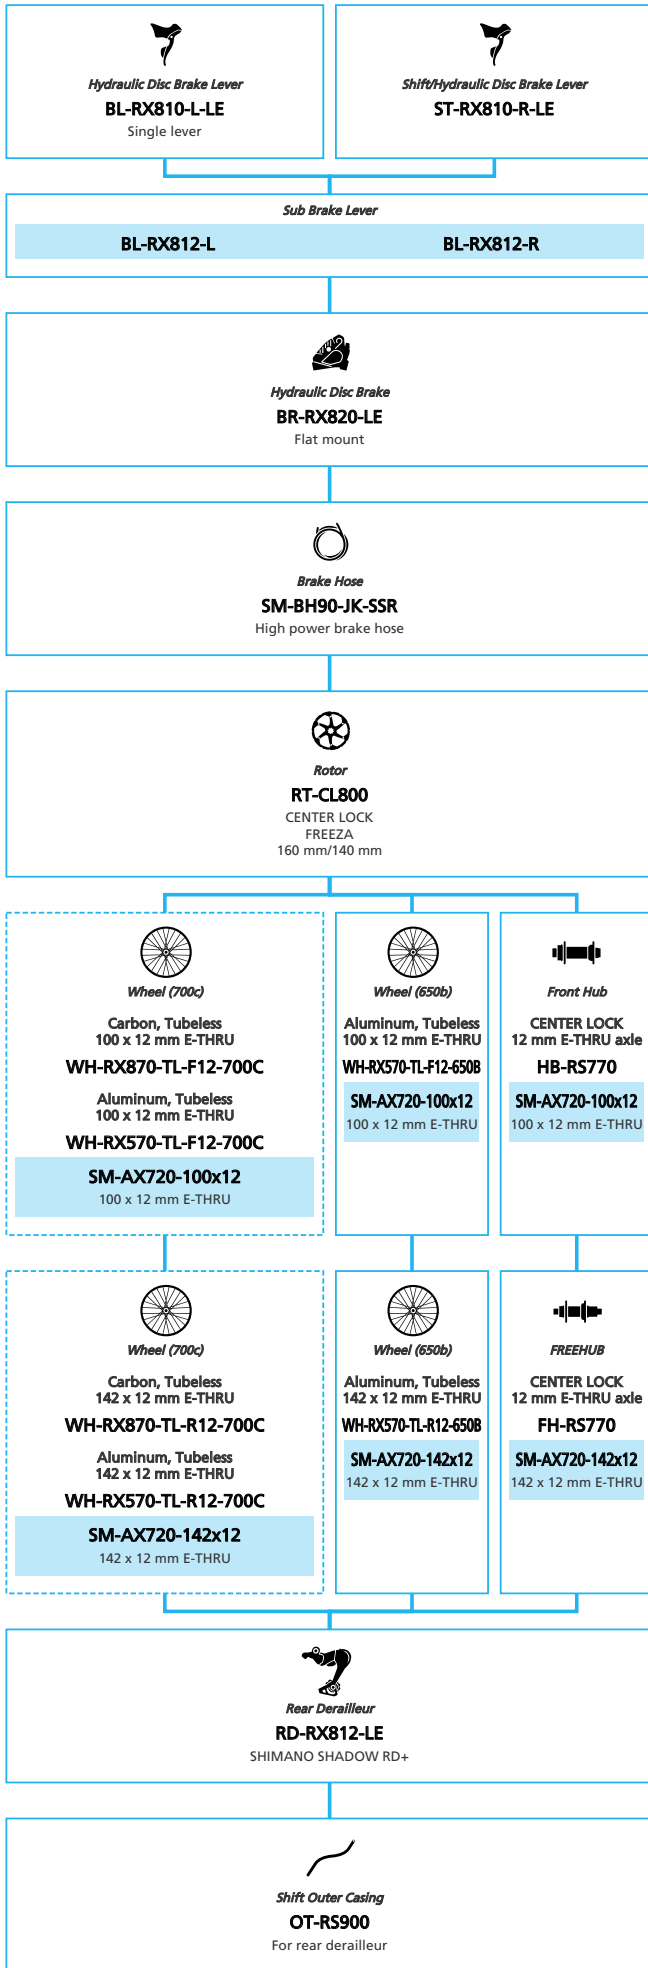 Hydraulic Disc Brake Lever
BL-RX810-L-LE
Single lever
Shift/Hydraulic Disc Brake Lever
ST-RX810-R-LE
Sub Brake Lever
BL-RX812-L
BL-RX812-R
Hydraulic Disc Brake
BR-RX820-LE
Flat mount
Brake Hose
SM-BH90-JK-SSR
High power brake hose
Rotor
RT-CL800
CENTER LOCK
FREEZA
160 mm/140 mm
Wheel (700c)
Carbon, Tubeless
100 x 12 mm E-THRU
WH-RX870-TL-F12-700C
Aluminum, Tubeless
100 x 12 mm E-THRU
WH-RX570-TL-F12-700C
SM-AX720-100x12
100 x 12 mm E-THRU
Wheel (650b)
Aluminum, Tubeless
100 x 12 mm E-THRU
WH-RX570-TL-F12-650B
SM-AX720-100x12
100 x 12 mm E-THRU
Front Hub
CENTER LOCK
12 mm E-THRU axle
HB-RS770
SM-AX720-100x12
100 x 12 mm E-THRU
Wheel (700c)
Carbon, Tubeless
142 x 12 mm E-THRU
WH-RX870-TL-R12-700C
Aluminum, Tubeless
142 x 12 mm E-THRU
WH-RX570-TL-R12-700C
SM-AX720-142x12
142 x 12 mm E-THRU
Wheel (650b)
Aluminum, Tubeless
142 x 12 mm E-THRU
WH-RX570-TL-R12-650B
SM-AX720-142x12
142 x 12 mm E-THRU
FREEHUB
CENTER LOCK
12 mm E-THRU axle
FH-RS770
SM-AX720-142x12
142 x 12 mm E-THRU
Rear Derailleur
RD-RX812-LE
SHIMANO SHADOW RD+
Shift Outer Casing
OT-RS900
For rear derailleur